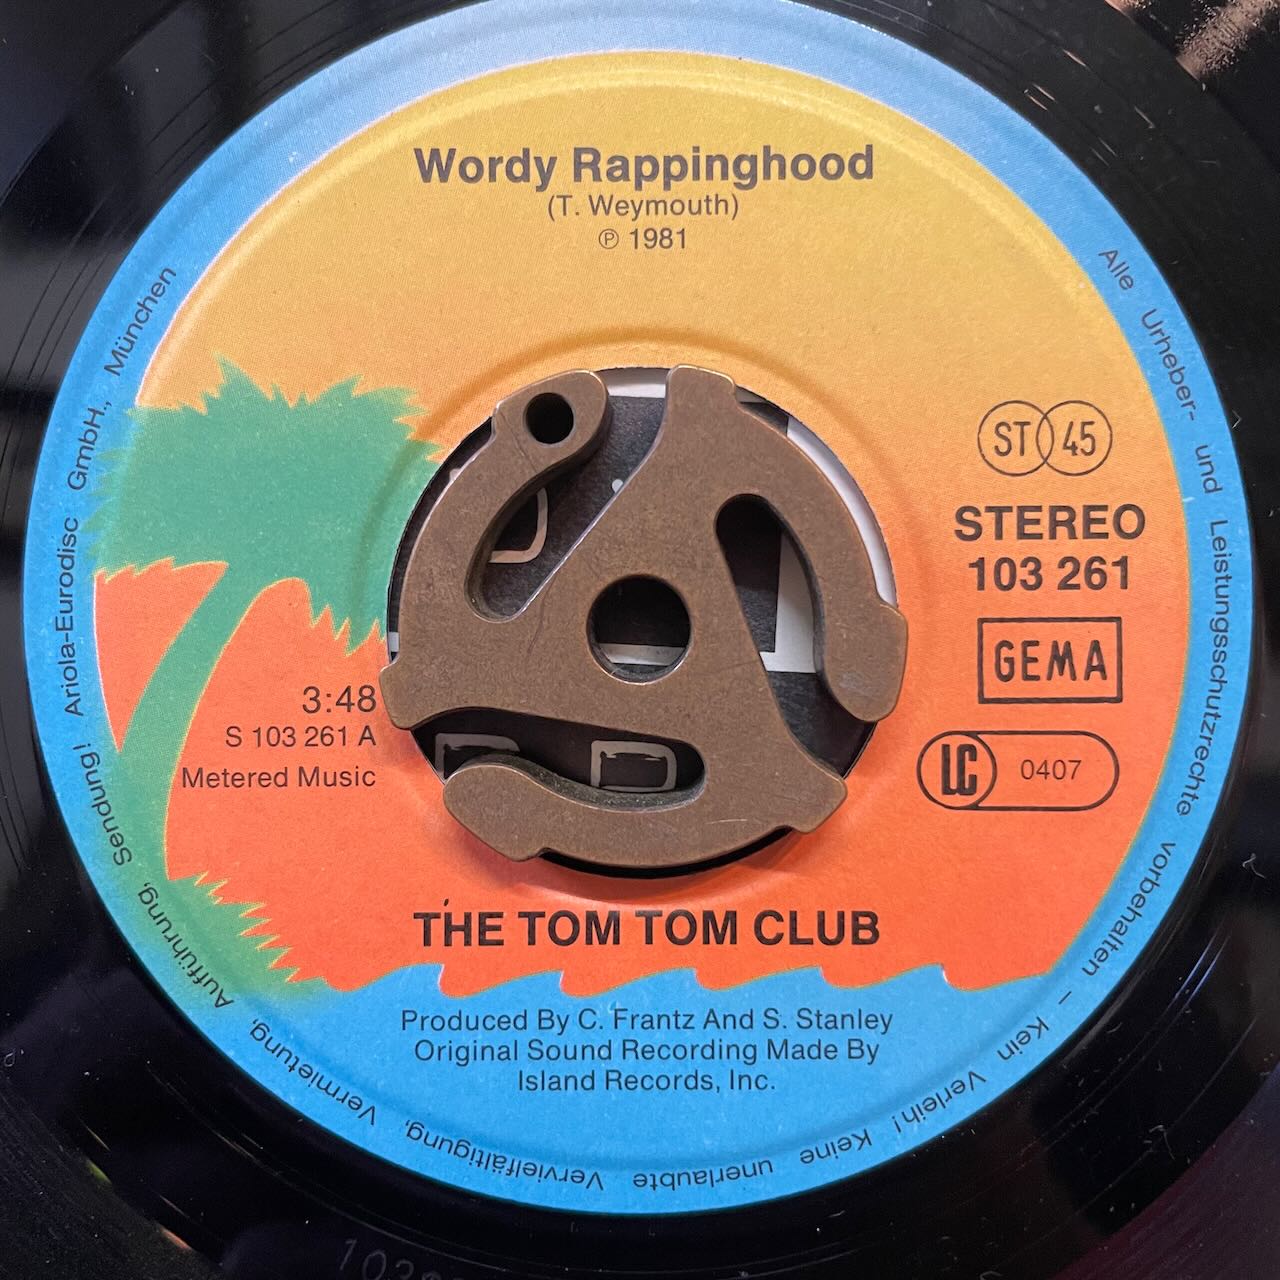 Wordy Rappinghood
(T. Weymouth)
℗ 1981
ST 45
STEREO
103 261
GEMA
LC 0407
3:48
S 103 261 A
Metered Music
THE TOM TOM CLUB
Produced By C. Frantz And S. Stanley
Original Sound Recording Made By
Island Records, Inc.
Alle Urheber- und Leistungsschutzrechte vorbehalten – Kein Verleih! Keine unerlaubte Vervielfältigung, Vermietung, Aufführung, Sendung! Ariola-Eurodisc GmbH., München